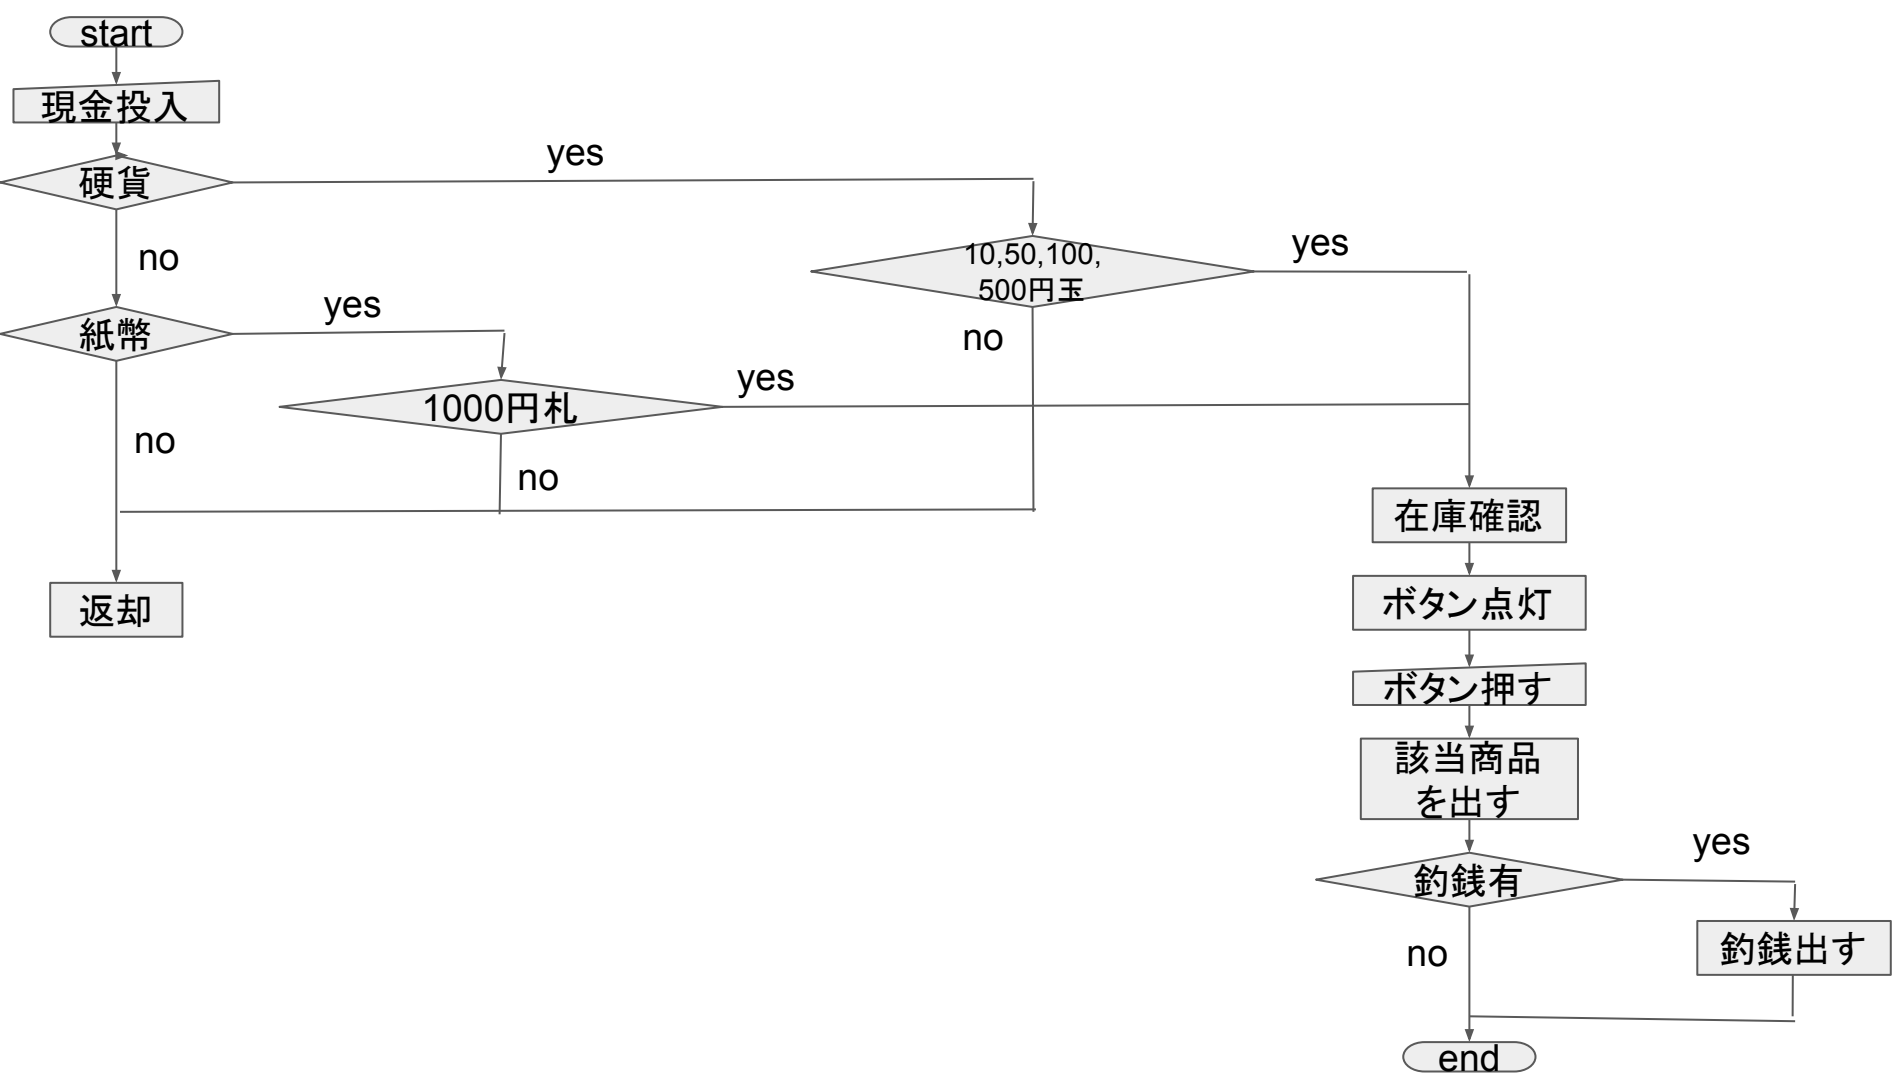 start
現金投入
硬貨
yes
no
10,50,100,
500円玉
yes
no
紙幣
yes
no
1000円札
yes
no
返却
在庫確認
ボタン点灯
ボタン押す
該当商品
を出す
釣銭有
yes
no
釣銭出す
end